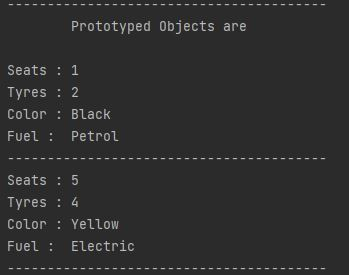 ----------------------------------------
        Prototyped Objects are
Seats : 1
Tyres : 2
Color : Black
Fuel :  Petrol
----------------------------------------
Seats : 5
Tyres : 4
Color : Yellow
Fuel :  Electric
----------------------------------------